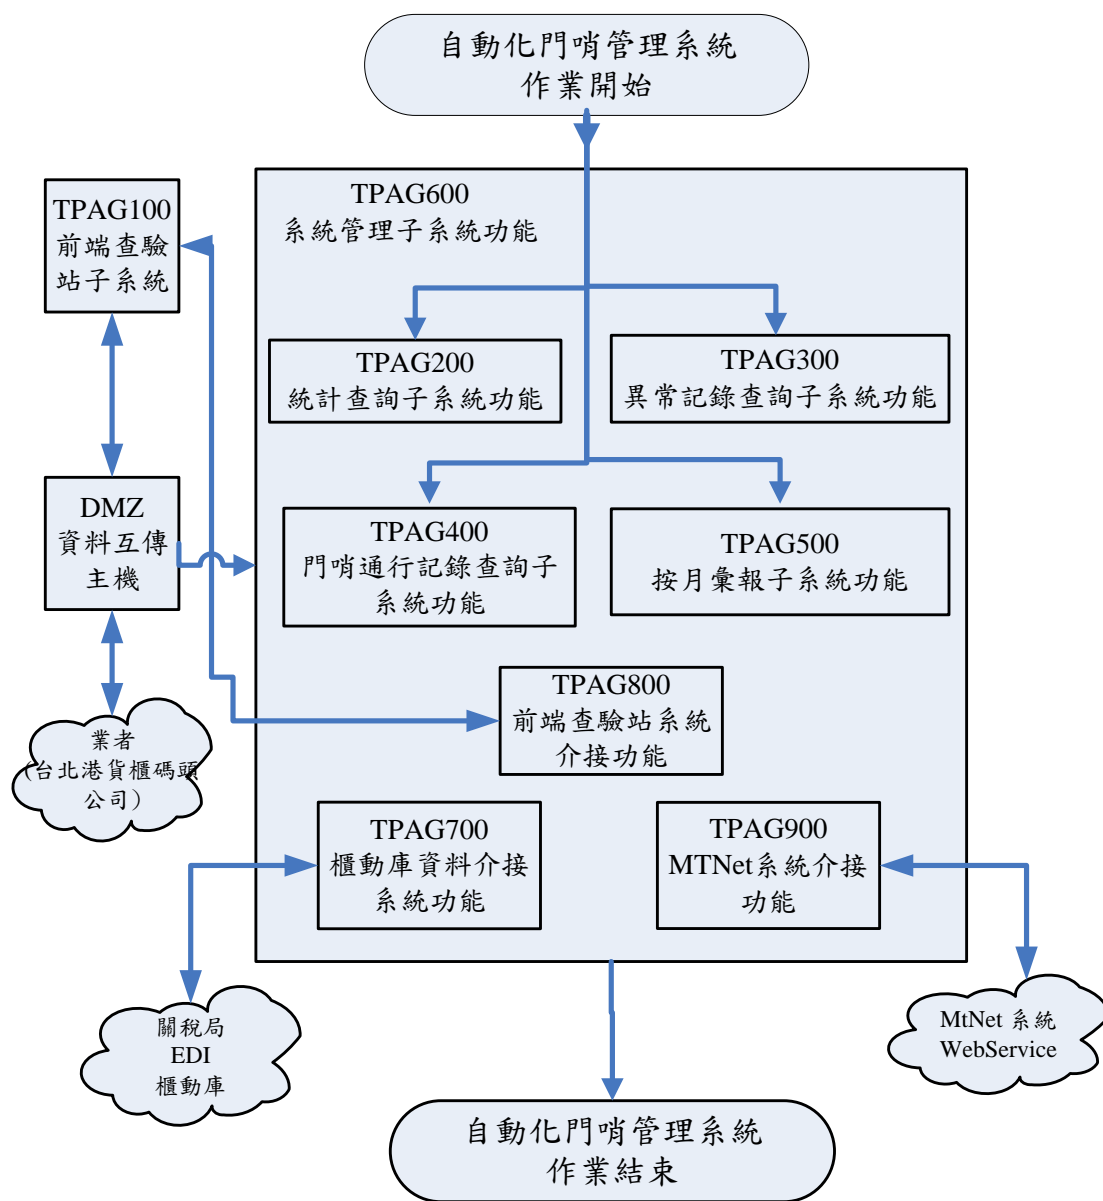 自動化門哨管理系統
作業開始
TPAG600
系統管理子系統功能
TPAG100
前端查驗
站子系統
TPAG200
統計查詢子系統功能
TPAG300
異常記錄查詢子系統功能
DMZ
資料互傳
主機
TPAG400
門哨通行記錄查詢子
系統功能
TPAG500
按月彙報子系統功能
TPAG800
前端查驗站系統
介接功能
業者
(台北港貨櫃碼頭
公司)
TPAG700
櫃動庫資料介接
系統功能
TPAG900
MTNet系統介接
功能
關稅局
EDI
櫃動庫
MtNet 系統
WebService
自動化門哨管理系統
作業結束